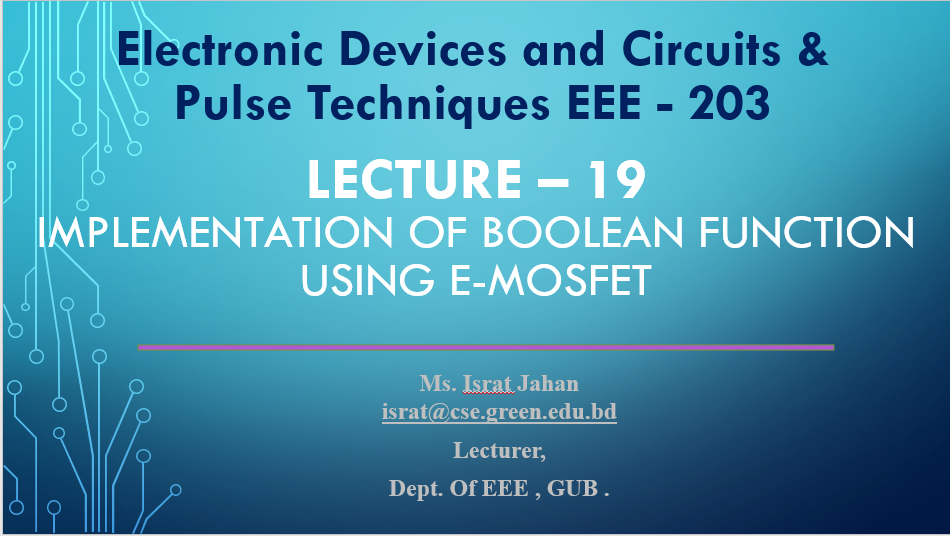 Electronic Devices and Circuits &
Pulse Techniques EEE - 203
LECTURE – 19
IMPLEMENTATION OF BOOLEAN FUNCTION
USING E-MOSFET
Ms. Israt Jahan
israt@cse.green.edu.bd
Lecturer,
Dept. Of EEE , GUB .